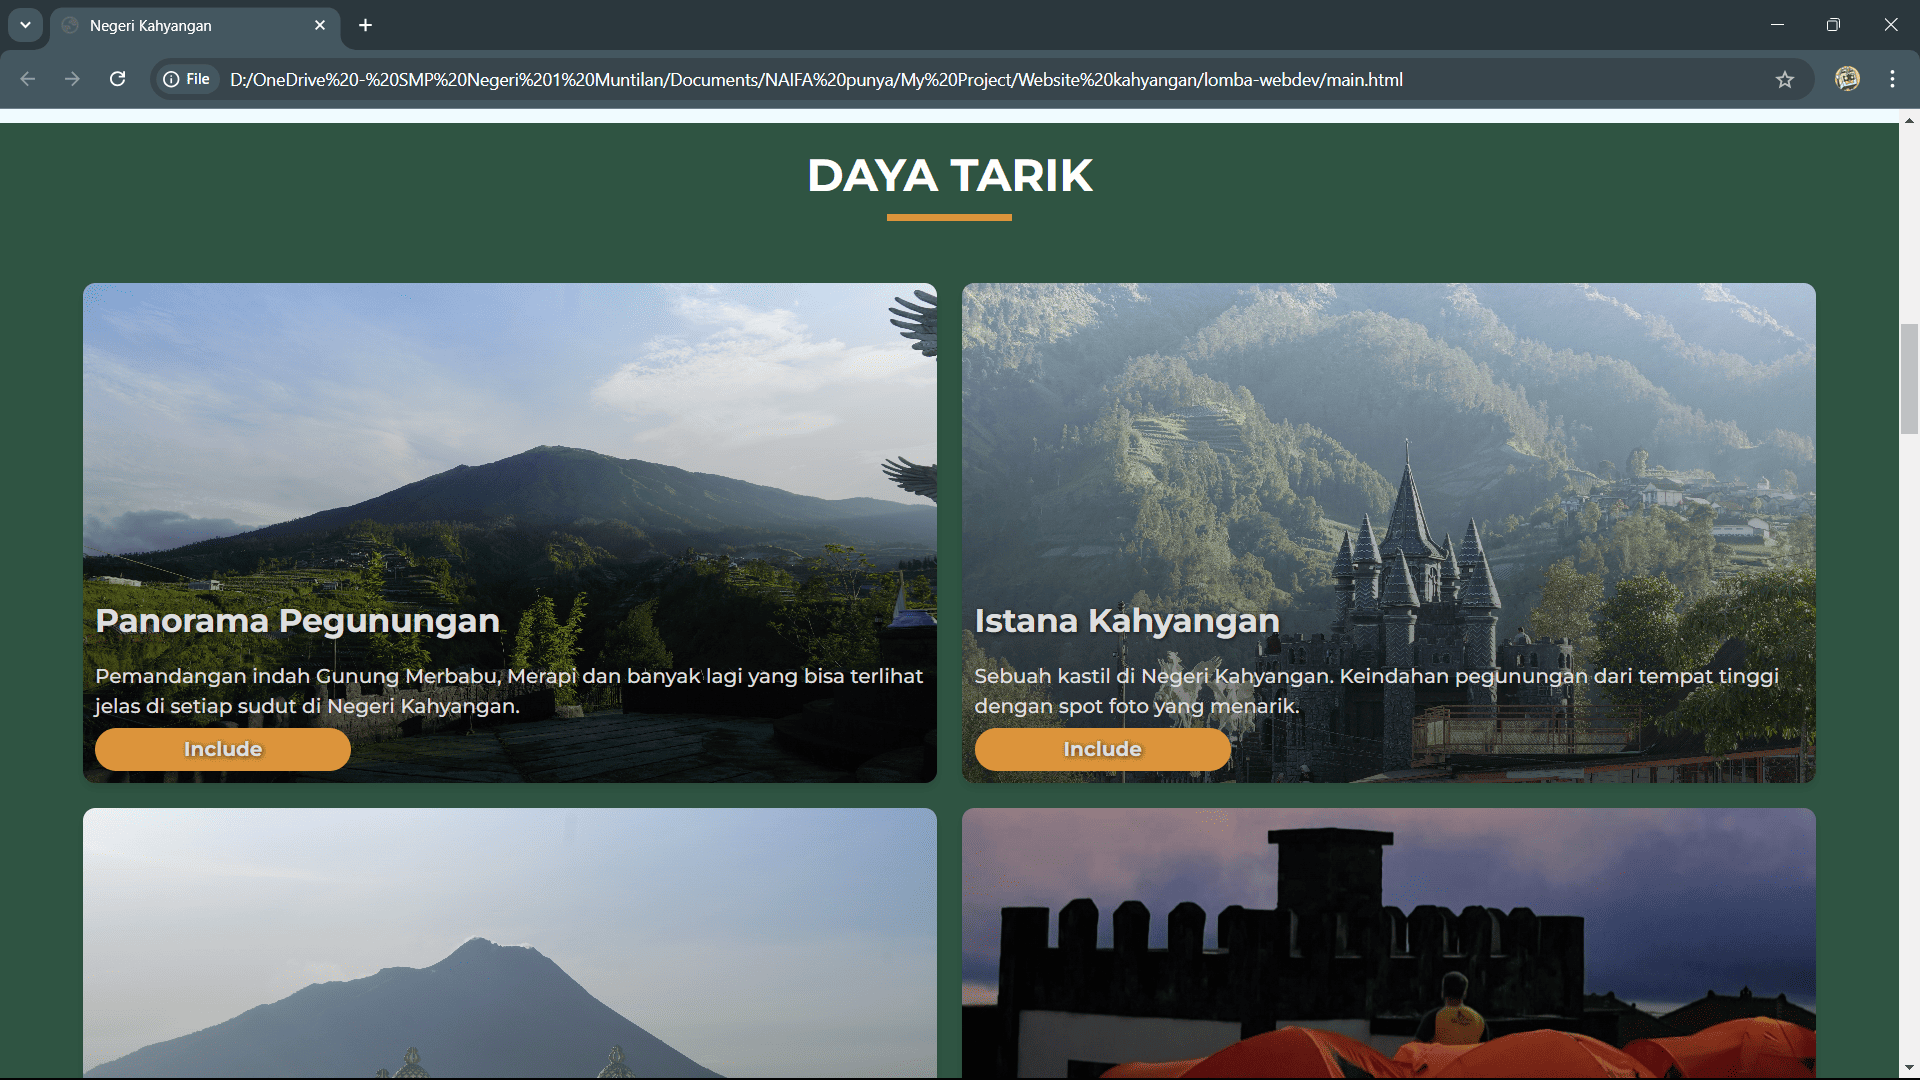 Negeri Kahyangan
File
D:/OneDrive%20-%20SMP%20Negeri%201%20Muntilan/Documents/NAIFA%20punya/My%20Project/Website%20kahyangan/lomba-webdev/main.html
DAYA TARIK
Panorama Pegunungan
Pemandangan indah Gunung Merbabu, Merapi dan banyak lagi yang bisa terlihat
jelas di setiap sudut di Negeri Kahyangan.
Include
Istana Kahyangan
Sebuah kastil di Negeri Kahyangan. Keindahan pegunungan dari tempat tinggi
dengan spot foto yang menarik.
Include